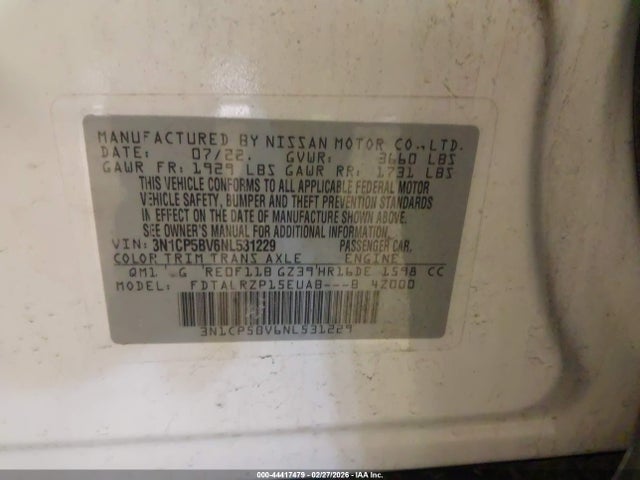 MANUFACTURED BY NISSAN MOTOR CO.,LTD.
DATE: 07/22. GVWR: 3660 LBS
GAWR FR: 1929 LBS GAWR RR: 1731 LBS
THIS VEHICLE CONFORMS TO ALL APPLICABLE FEDERAL MOTOR
VEHICLE SAFETY, BUMPER AND THEFT PREVENTION STANDARDS
IN EFFECT ON THE DATE OF MANUFACTURE SHOWN ABOVE.
SEE OWNER'S MANUAL FOR ADDITIONAL INFORMATION.
VIN: 3N1CP5BV6NL531229 PASSENGER CAR.
COLOR TRIM TRANS AXLE ENGINE
QM1 G RE0F11B GZ39 HR16DE 1598 CC
MODEL: FDTALRZP15EUAB---B 42000
3N1CP5BV6NL531229
000-44417479 - 02/27/2026 - IAA Inc.